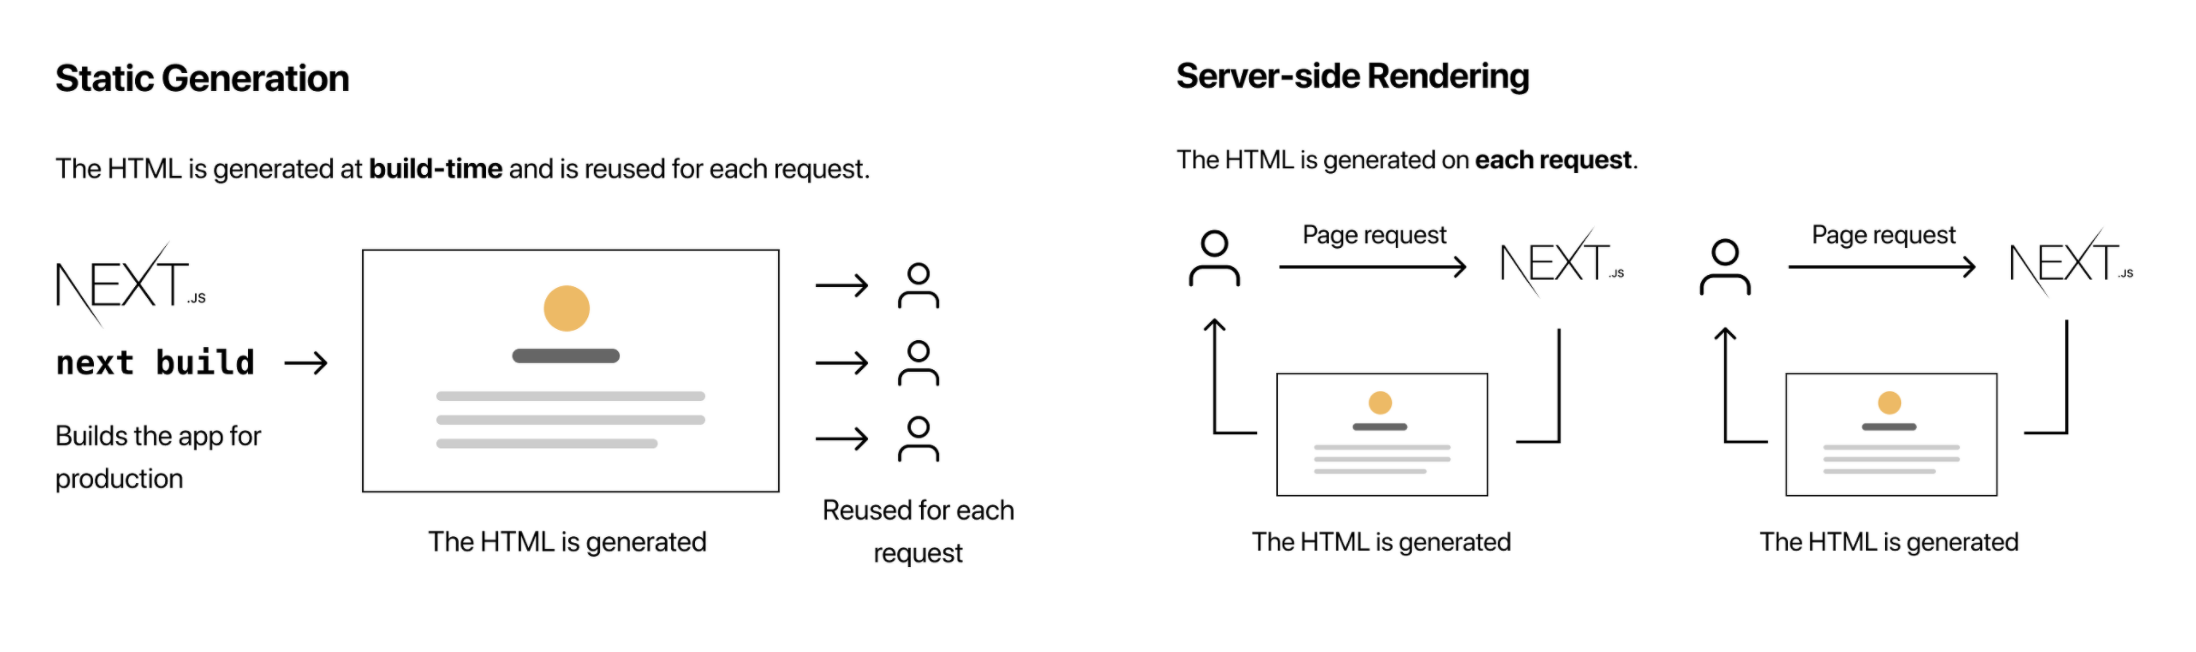 Static Generation
The HTML is generated at build-time and is reused for each request.
NEXT.JS
next build
Builds the app for
production
The HTML is generated
Reused for each
request
Server-side Rendering
The HTML is generated on each request.
Page request
NEXT.JS
The HTML is generated
Page request
NEXT.JS
The HTML is generated